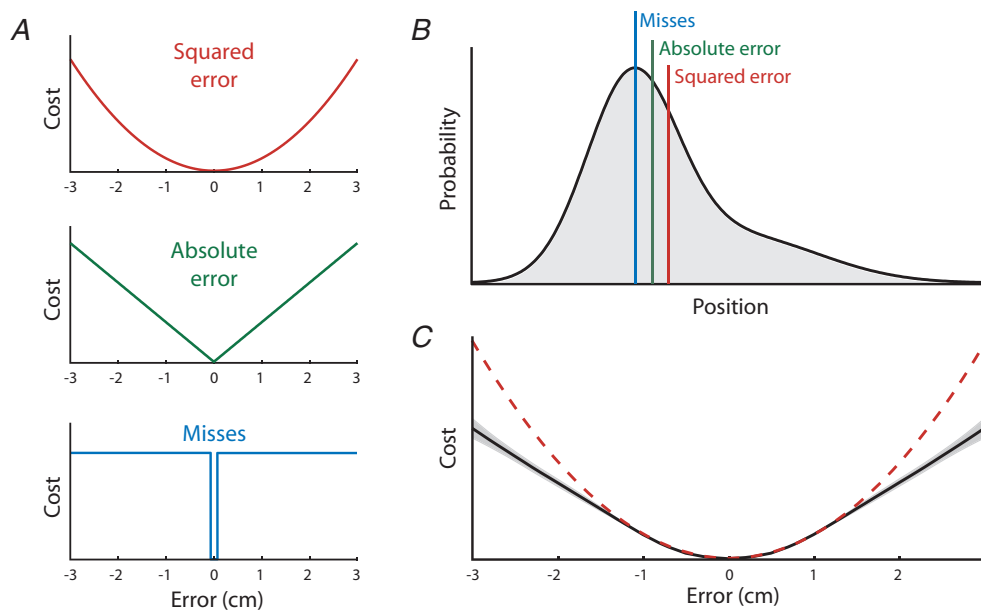 A
Squared
error
Cost
-3 -2 -1 0 1 2 3
Absolute
error
Cost
-3 -2 -1 0 1 2 3
Misses
Cost
-3 -2 -1 0 1 2 3
Error (cm)
B
Misses
Absolute error
Squared error
Probability
Position
C
Cost
-2 -1 0 1 2
Error (cm)